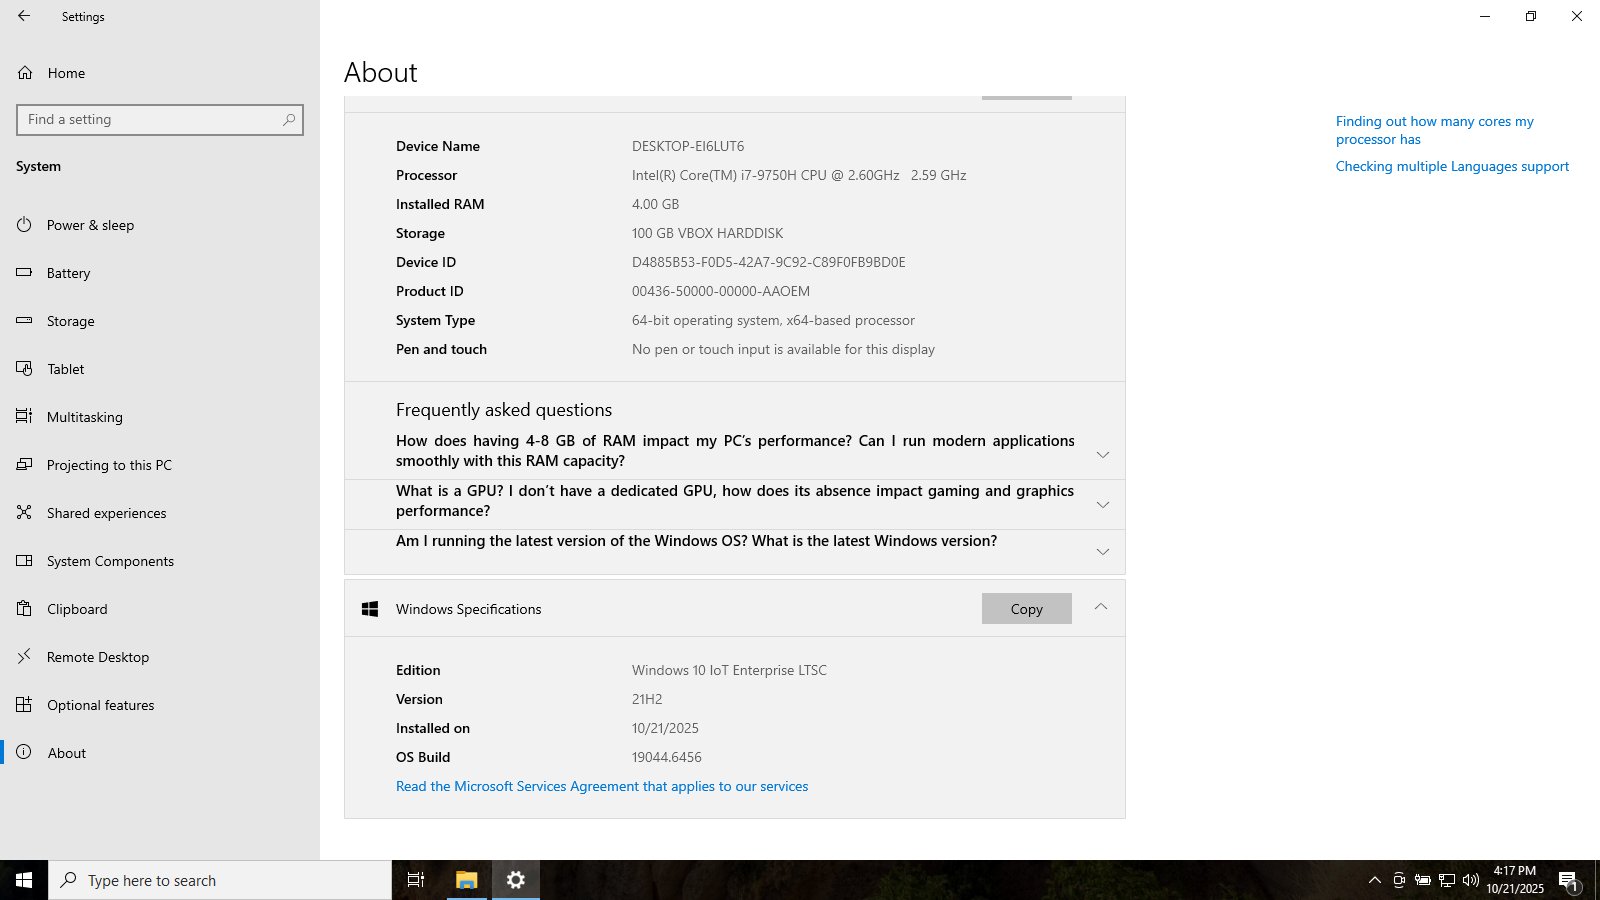 Settings
Home
Find a setting
System
Power & sleep
Battery
Storage
Tablet
Multitasking
Projecting to this PC
Shared experiences
System Components
Clipboard
Remote Desktop
Optional features
About
About
Device Name DESKTOP-EI6LUT6
Processor Intel(R) Core(TM) i7-9750H CPU @ 2.60GHz 2.59 GHz
Installed RAM 4.00 GB
Storage 100 GB VBOX HARDDISK
Device ID D4885B53-F0D5-42A7-9C92-C89F0FB9BD0E
Product ID 00436-50000-00000-AAOEM
System Type 64-bit operating system, x64-based processor
Pen and touch No pen or touch input is available for this display
Frequently asked questions
How does having 4-8 GB of RAM impact my PC's performance? Can I run modern applications
smoothly with this RAM capacity?
What is a GPU? I don't have a dedicated GPU, how does its absence impact gaming and graphics
performance?
Am I running the latest version of the Windows OS? What is the latest Windows version?
Windows Specifications Copy
Edition Windows 10 IoT Enterprise LTSC
Version 21H2
Installed on 10/21/2025
OS Build 19044.6456
Read the Microsoft Services Agreement that applies to our services
Finding out how many cores my
processor has
Checking multiple Languages support
Type here to search
4:17 PM
10/21/2025
1